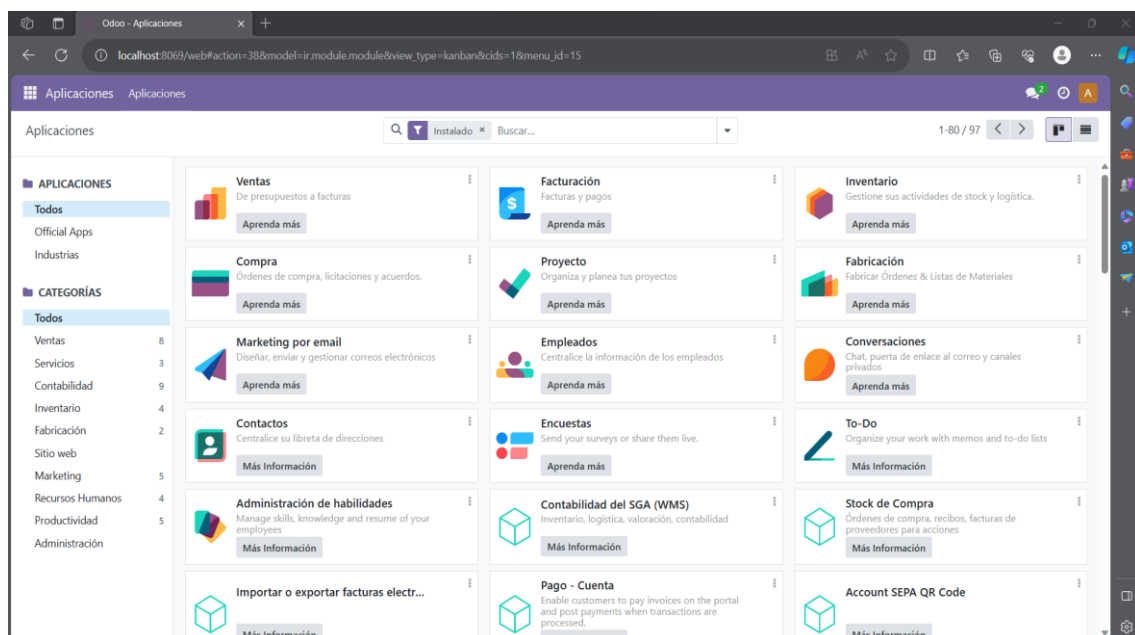 Odoo - Aplicaciones
localhost:8069/web#action=38&model=ir.module.module&view_type=kanban&cids=1&menu_id=15
Aplicaciones Aplicaciones
2
A
Aplicaciones
Instalado × Buscar...
1-80 / 97
APLICACIONES
Todos
Official Apps
Industrias
CATEGORÍAS
Todos
Ventas 8
Servicios 3
Contabilidad 9
Inventario 4
Fabricación 2
Sitio web
Marketing 5
Recursos Humanos 4
Productividad 5
Administración
Ventas
De presupuestos a facturas
Aprenda más
Facturación
Facturas y pagos
Aprenda más
Inventario
Gestione sus actividades de stock y logística.
Aprenda más
Compra
Órdenes de compra, licitaciones y acuerdos.
Aprenda más
Proyecto
Organiza y planea tus proyectos
Aprenda más
Fabricación
Fabricar Órdenes & Listas de Materiales
Aprenda más
Marketing por email
Diseñar, enviar y gestionar correos electrónicos
Aprenda más
Empleados
Centralice la información de los empleados
Aprenda más
Conversaciones
Chat, puerta de enlace al correo y canales
privados
Aprenda más
Contactos
Centralice su libreta de direcciones
Más Información
Encuestas
Send your surveys or share them live.
Aprenda más
To-Do
Organize your work with memos and to-do lists
Más Información
Administración de habilidades
Manage skills, knowledge and resume of your
employees
Más Información
Contabilidad del SGA (WMS)
Inventario, logística, valoración, contabilidad
Más Información
Stock de Compra
Órdenes de compra, recibos, facturas de
proveedores para acciones
Más Información
Importar o exportar facturas electr...
Más Información
Pago - Cuenta
Enable customers to pay invoices on the portal
and post payments when transactions are
processed.
Account SEPA QR Code
Más Información